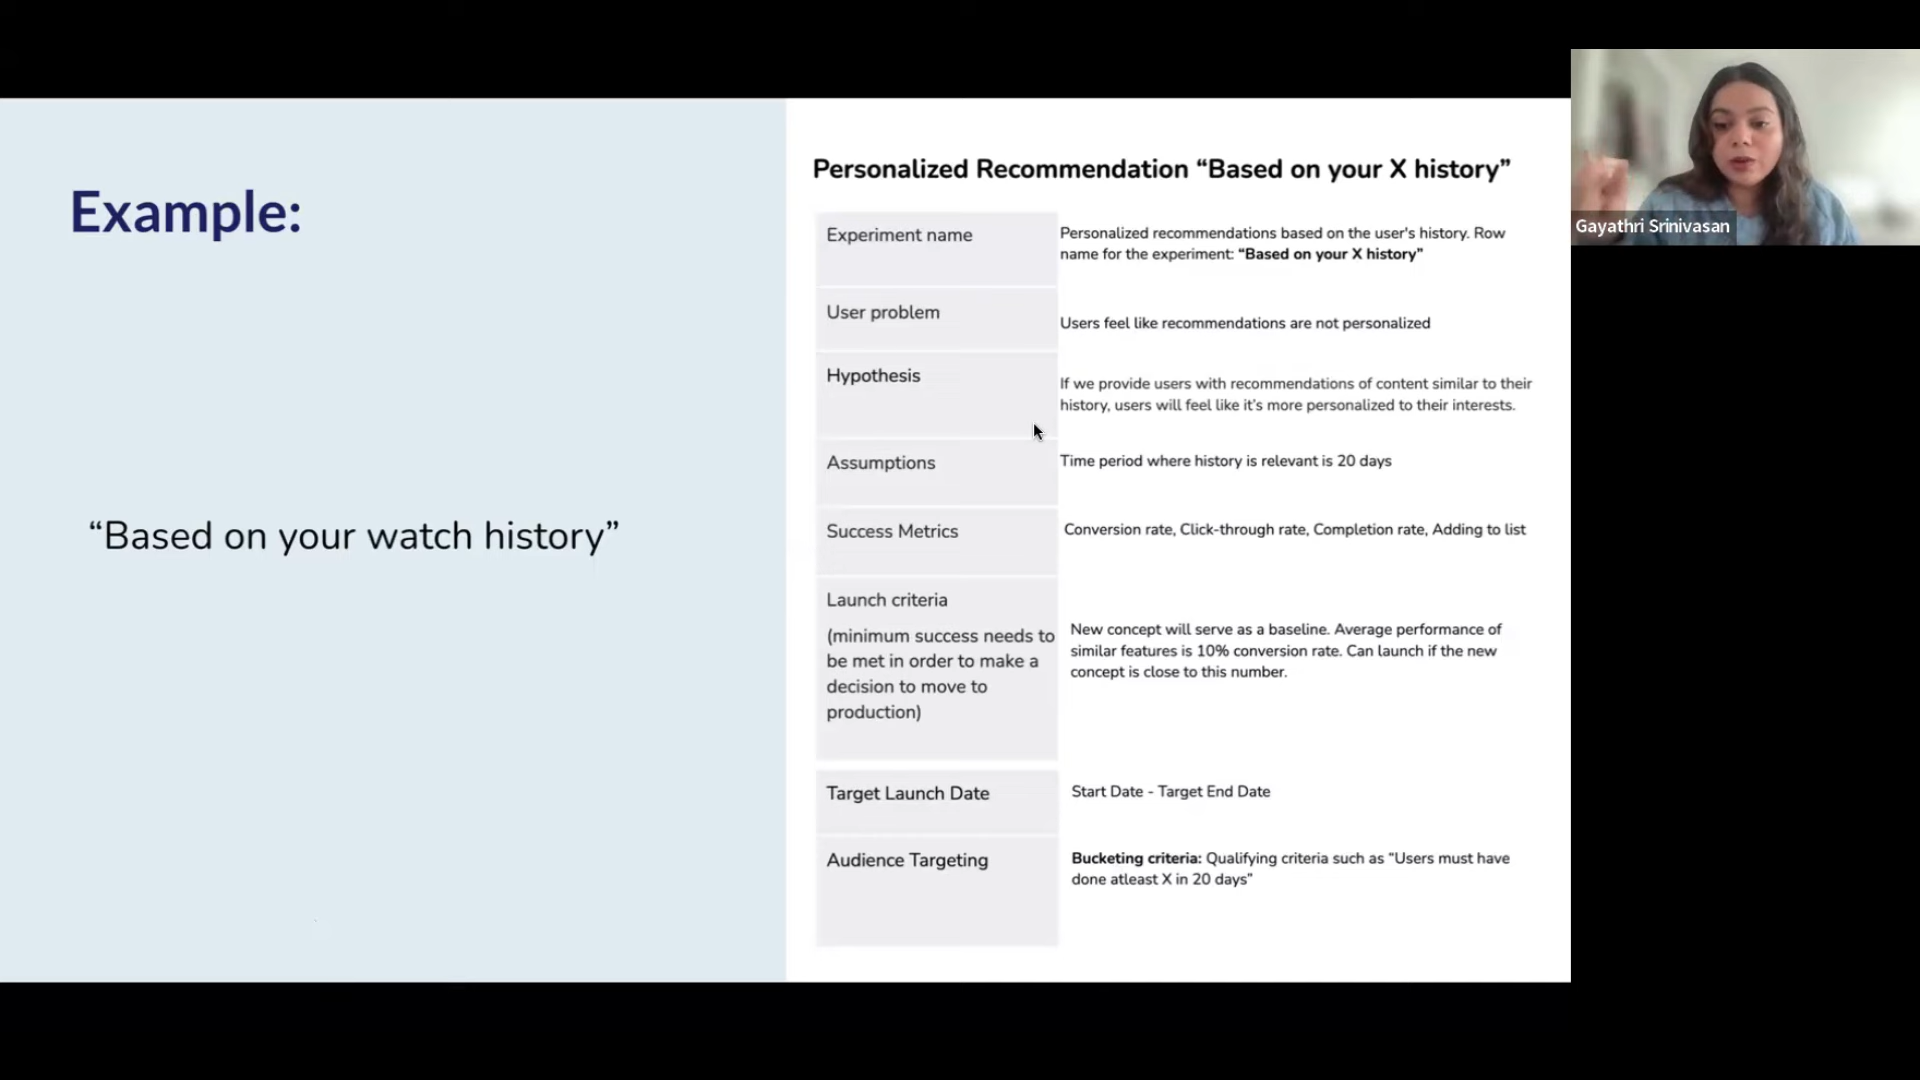 Example:
“Based on your watch history”
Personalized Recommendation “Based on your X history”
Experiment name
Personalized recommendations based on the user's history. Row
name for the experiment: “Based on your X history”
User problem
Users feel like recommendations are not personalized
Hypothesis
If we provide users with recommendations of content similar to their
history, users will feel like it’s more personalized to their interests.
Assumptions
Time period where history is relevant is 20 days
Success Metrics
Conversion rate, Click-through rate, Completion rate, Adding to list
Launch criteria
(minimum success needs to
be met in order to make a
decision to move to
production)
New concept will serve as a baseline. Average performance of
similar features is 10% conversion rate. Can launch if the new
concept is close to this number.
Target Launch Date
Start Date - Target End Date
Audience Targeting
Bucketing criteria: Qualifying criteria such as “Users must have
done atleast X in 20 days”
Gayathri Srinivasan